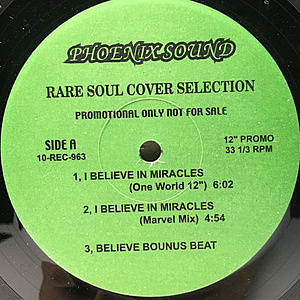 PHOENIX SOUND
RARE SOUL COVER SELECTION
PROMOTIONAL ONLY NOT FOR SALE
SIDE A
10-REC-963
12" PROMO
33 1/3 RPM
1, I BELIEVE IN MIRACLES
(One World 12") 6:02
2, I BELIEVE IN MIRACLES
(Marvel Mix) 4:54
3, BELIEVE BOUNUS BEAT